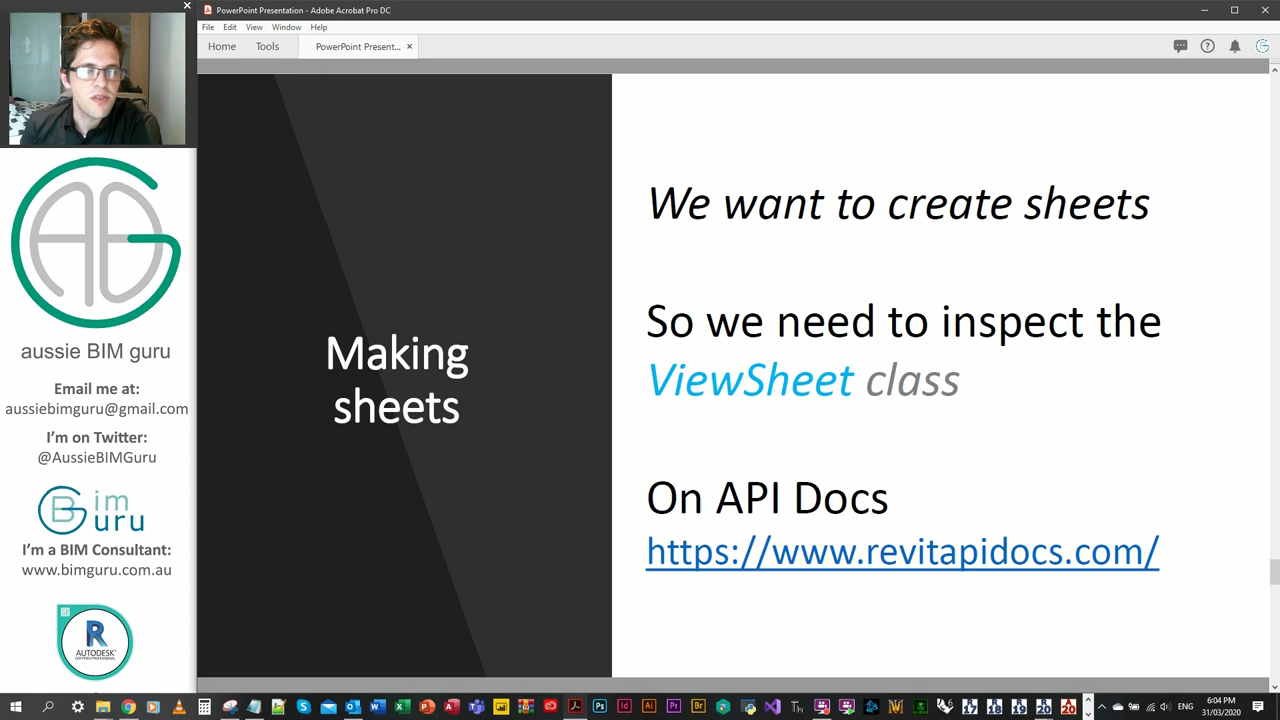 PowerPoint Presentation - Adobe Acrobat Pro DC
File Edit View Window Help
Home Tools PowerPoint Present...
aussie BIM guru
Email me at:
aussiebimguru@gmail.com
I'm on Twitter:
@AussieBIMGuru
Bim
Guru
I'm a BIM Consultant:
www.bimguru.com.au
R
AUTODESK
Making
sheets
We want to create sheets
So we need to inspect the
ViewSheet class
On API Docs
https://www.revitapidocs.com/
ENG
6:04 PM
31/03/2020